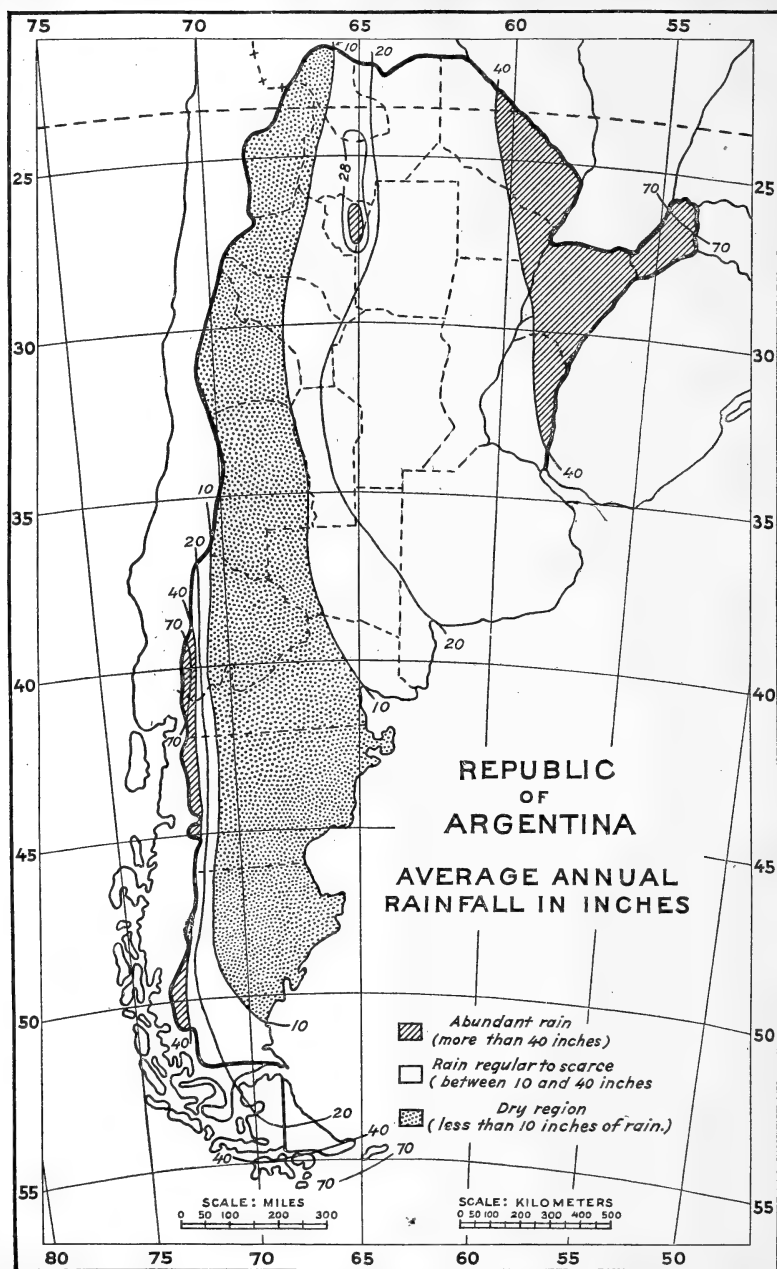 75 70 65 60 55
10 20 40
25 28 70 25
70
30 30
40
10
35 20 35
40
70 20
40 10 40
70
REPUBLIC
OF
ARGENTINA
45 45
AVERAGE ANNUAL
RAINFALL IN INCHES
50 10 50
40
Abundant rain
(more than 40 inches)
Rain regular to scarce
(between 10 and 40 inches
Dry region
(less than 10 inches of rain.)
20
40 40
70 70
55 55
SCALE: MILES
0 50 100 200 300
SCALE: KILOMETERS
0 50 100 200 300 400 500
80 75 70 65 60 55 50